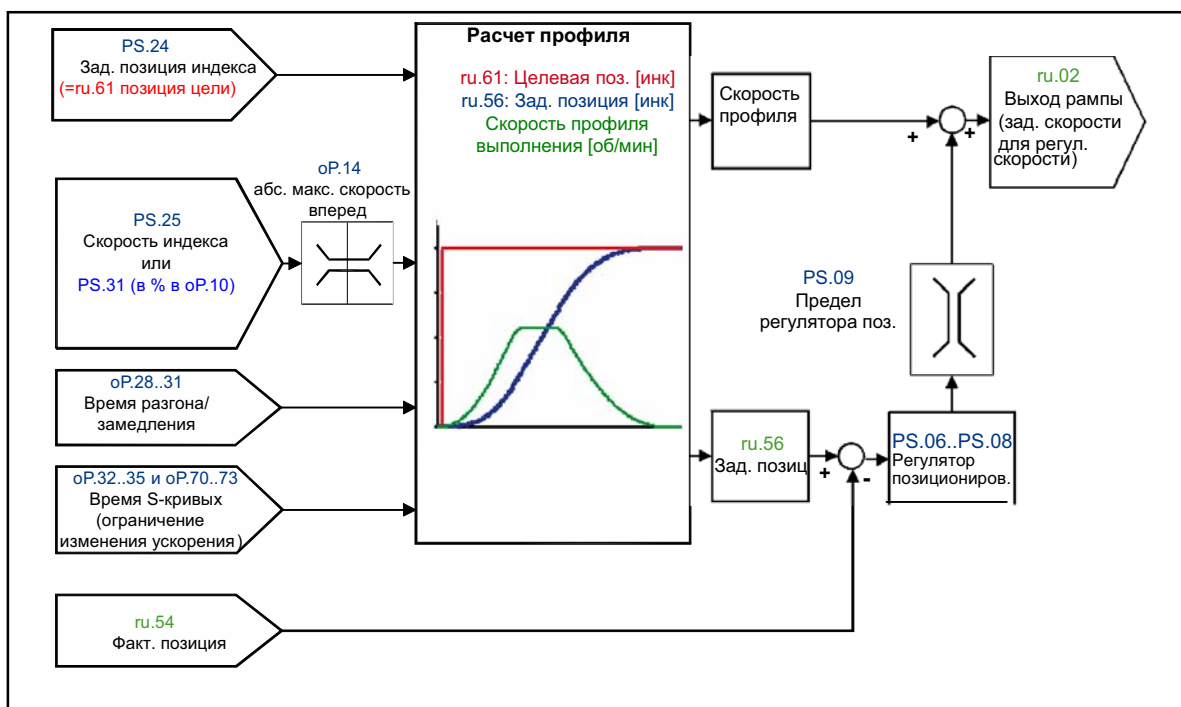 PS.24
Зад. позиция индекса
(=ru.61 позиция цели)
PS.25
Скорость индекса
или
PS.31 (в % в oP.10)
oP.14
абс. макс. скорость
вперед
oP.28..31
Время разгона/
замедления
oP.32..35 и oP.70..73
Время S-кривых
(ограничение
изменения ускорения)
ru.54
Факт. позиция
Расчет профиля
ru.61: Целевая поз. [инк]
ru.56: Зад. позиция [инк]
Скорость профиля
выполнения [об/мин]
Скорость
профиля
+
+
ru.02
Выход рампы
(зад. скорости
для регул.
скорости)
PS.09
Предел
регулятора поз.
ru.56
Зад. позиц
+
-
PS.06..PS.08
Регулятор
позициониров.